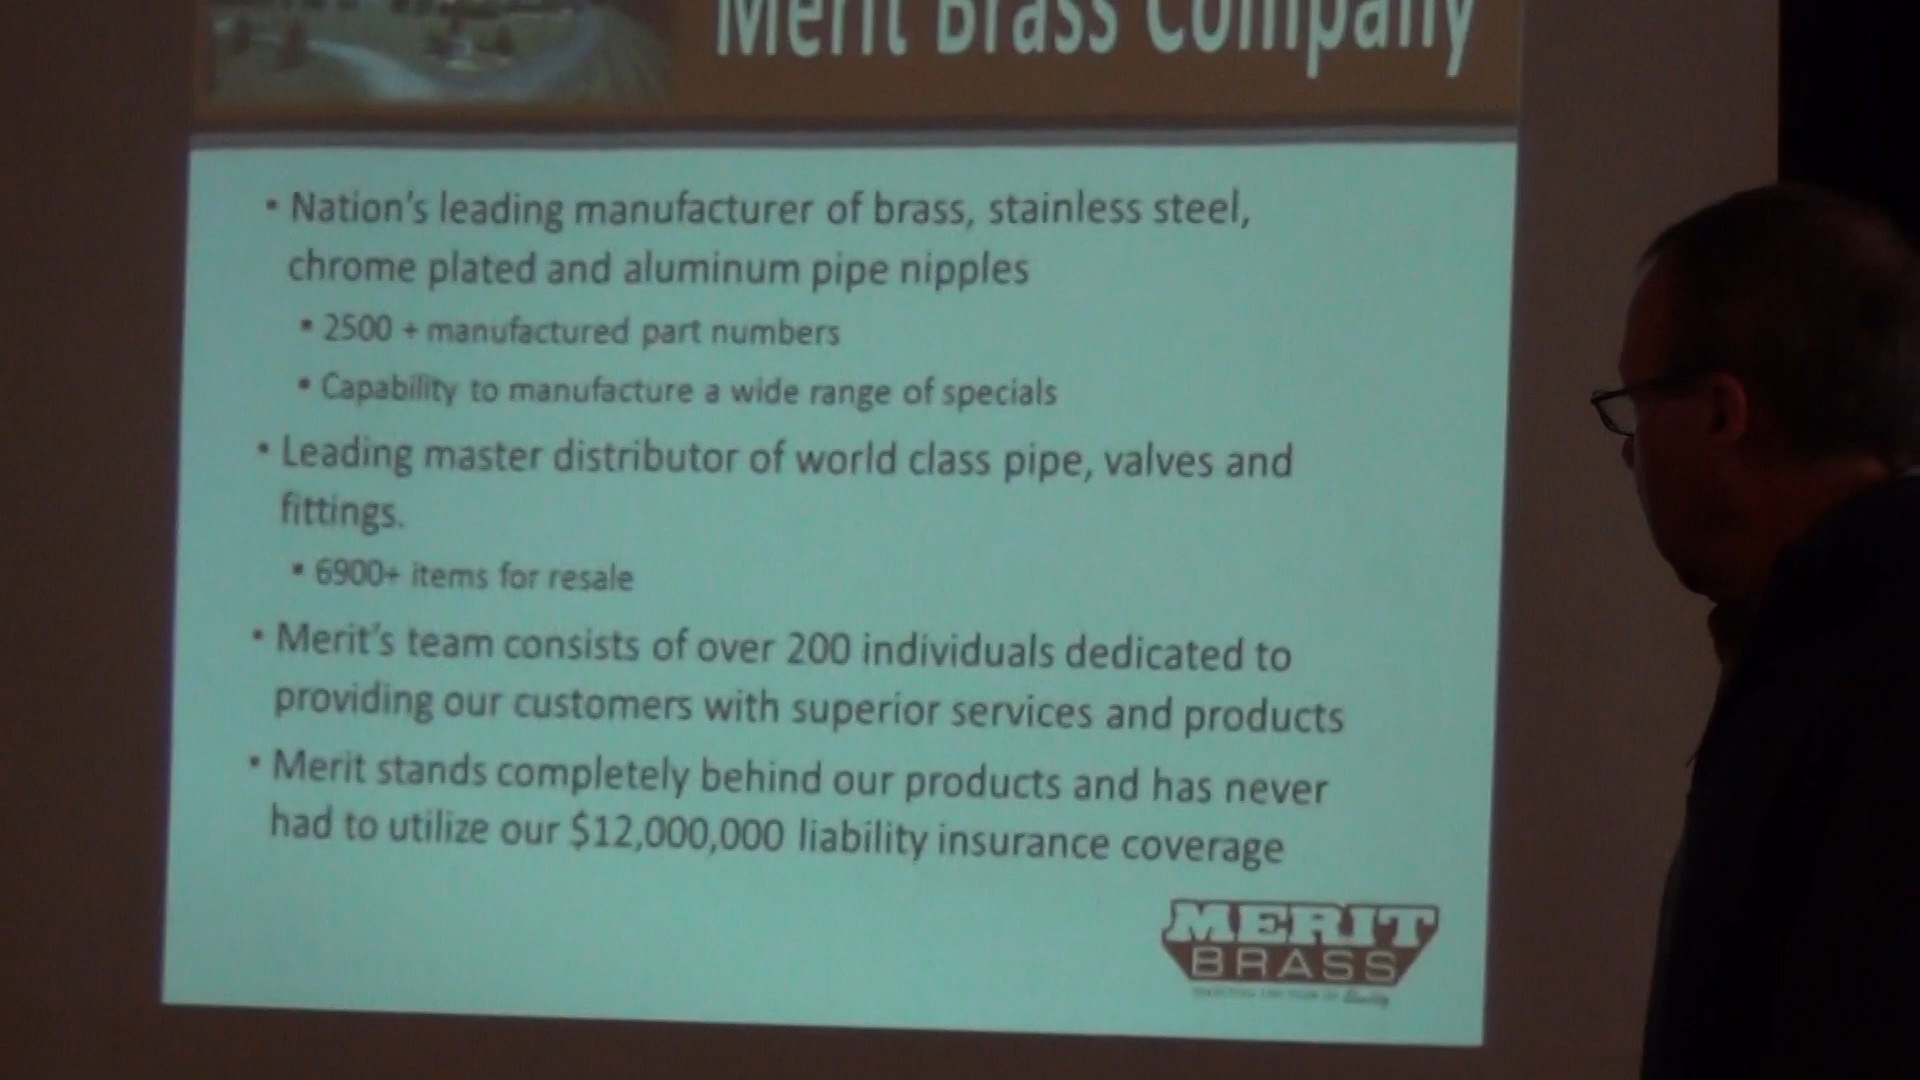 Merit Brass Company
• Nation's leading manufacturer of brass, stainless steel,
chrome plated and aluminum pipe nipples
▪ 2500 + manufactured part numbers
▪ Capability to manufacture a wide range of specials
• Leading master distributor of world class pipe, valves and
fittings.
▪ 6900+ items for resale
• Merit's team consists of over 200 individuals dedicated to
providing our customers with superior services and products
• Merit stands completely behind our products and has never
had to utilize our $12,000,000 liability insurance coverage
MERIT
BRASS
Quality